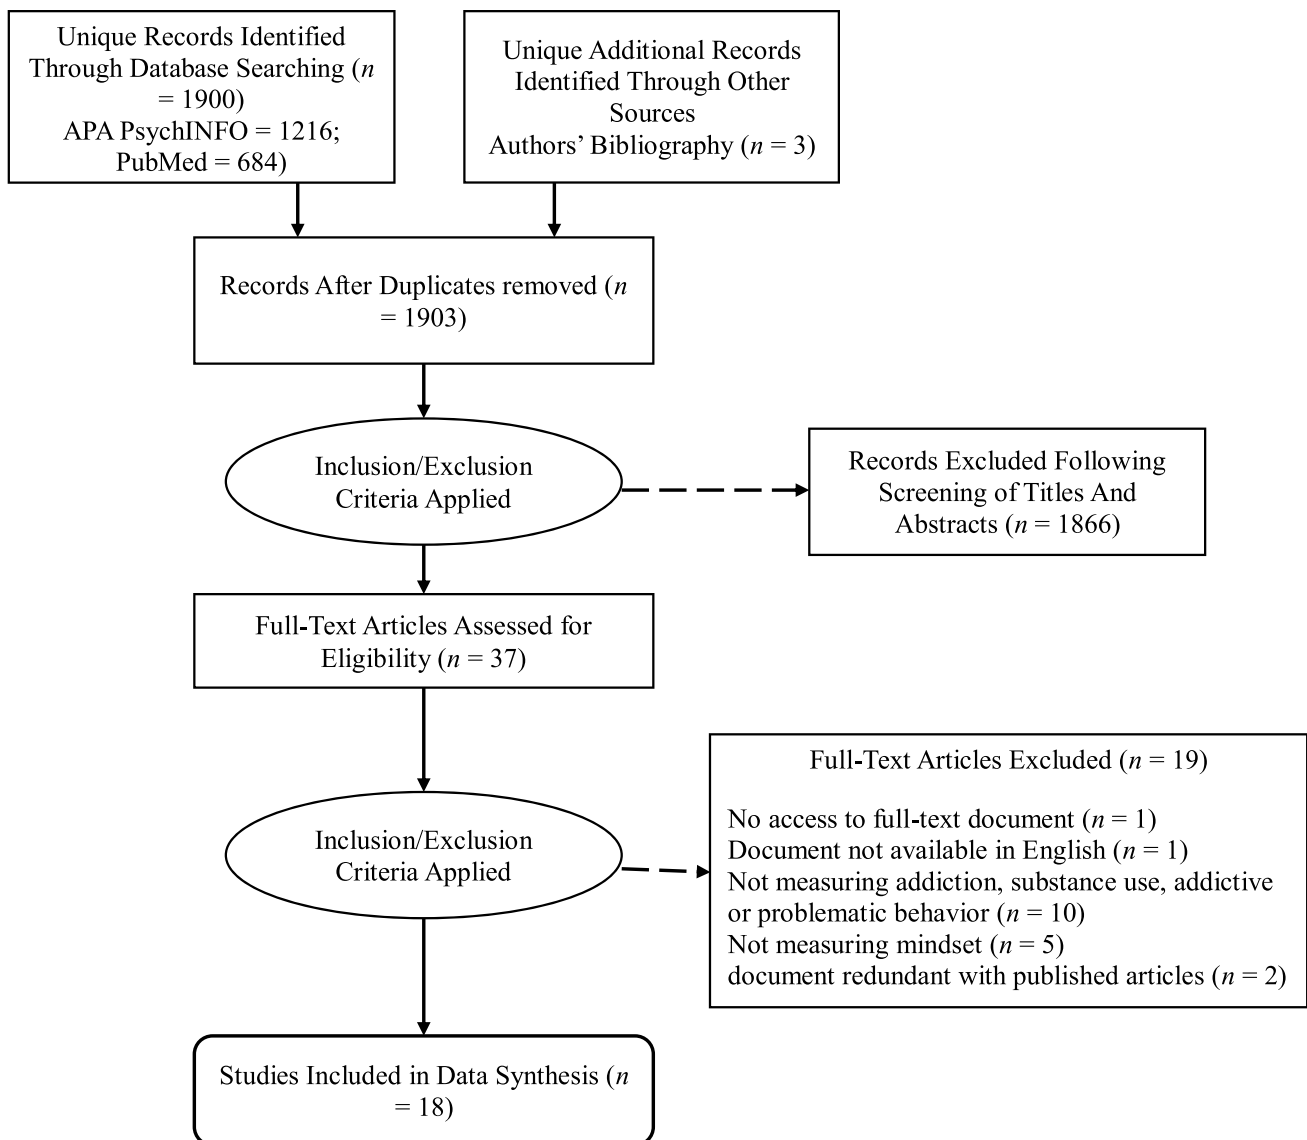 Unique Records Identified
Through Database Searching (n
= 1900)
APA PsychINFO = 1216;
PubMed = 684)
Unique Additional Records
Identified Through Other
Sources
Authors’ Bibliography (n = 3)
Records After Duplicates removed (n
= 1903)
Inclusion/Exclusion
Criteria Applied
Records Excluded Following
Screening of Titles And
Abstracts (n = 1866)
Full-Text Articles Assessed for
Eligibility (n = 37)
Inclusion/Exclusion
Criteria Applied
Full-Text Articles Excluded (n = 19)
No access to full-text document (n = 1)
Document not available in English (n = 1)
Not measuring addiction, substance use, addictive
or problematic behavior (n = 10)
Not measuring mindset (n = 5)
document redundant with published articles (n = 2)
Studies Included in Data Synthesis (n
= 18)